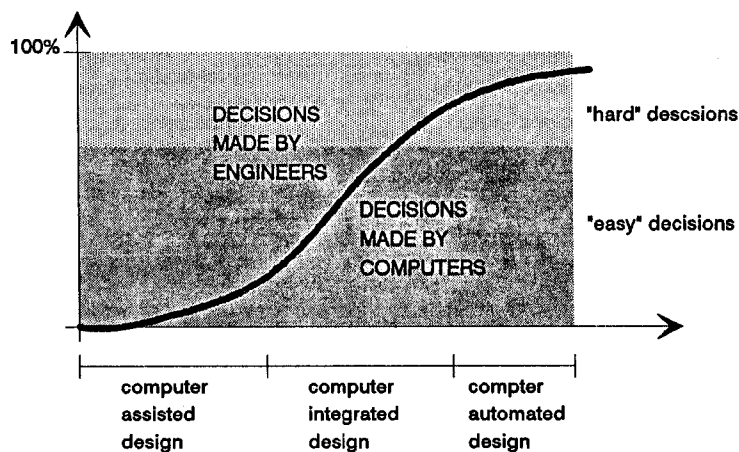 100%
DECISIONS
MADE BY
ENGINEERS
"hard" descsions
DECISIONS
MADE BY
COMPUTERS
"easy" decisions
computer
assisted
design
computer
integrated
design
compter
automated
design